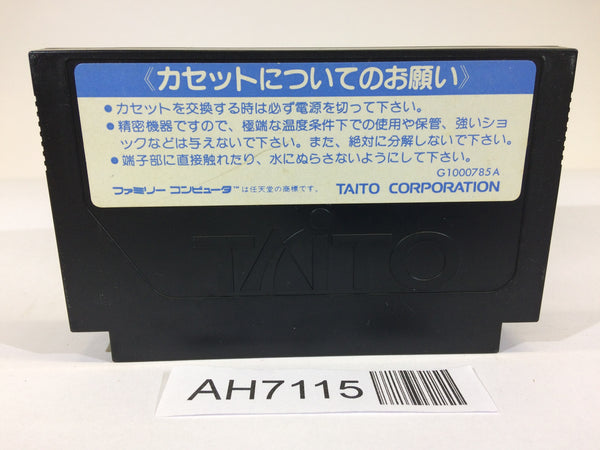 《カセットについてのお願い》
●カセットを交換する時は必ず電源を切って下さい。
●精密機器ですので、極端な温度条件下での使用や保管、強いショ
ックなどは与えないで下さい。また、絶対に分解しないで下さい。
●端子部に直接触れたり、水にぬらさないようにして下さい。
G1000785A
ファミリー コンピュータ™は任天堂の商標です。 TAITO CORPORATION
TAITO
AH7115